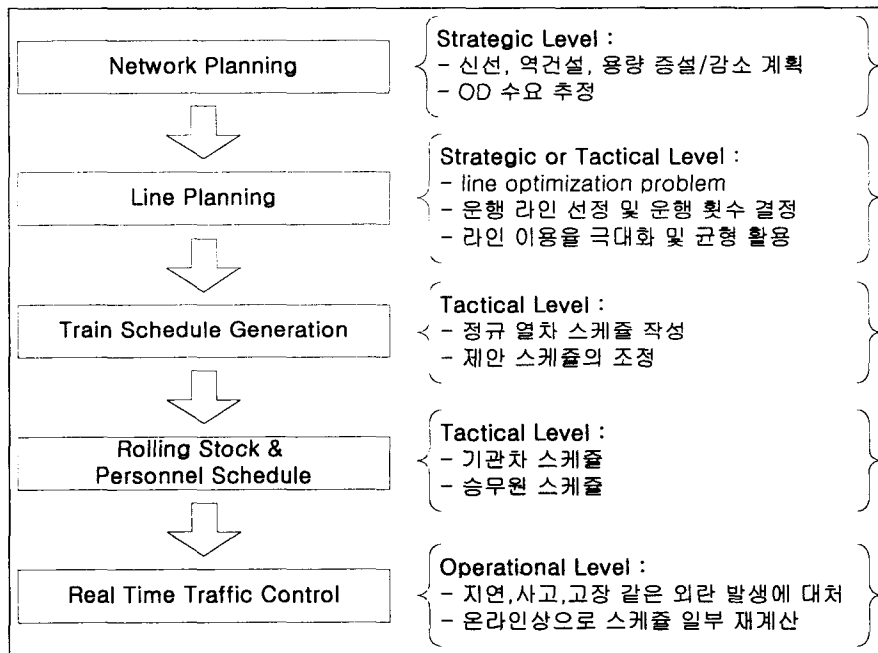 Network Planning
Strategic Level :
- 신선, 역건설, 용량 증설/감소 계획
- OD 수요 추정
Line Planning
Strategic or Tactical Level :
- line optimization problem
- 운행 라인 선정 및 운행 횟수 결정
- 라인 이용율 극대화 및 균형 활용
Train Schedule Generation
Tactical Level :
- 정규 열차 스케쥴 작성
- 제안 스케쥴의 조정
Rolling Stock &
Personnel Schedule
Tactical Level :
- 기관차 스케쥴
- 승무원 스케쥴
Real Time Traffic Control
Operational Level :
- 지연,사고,고장 같은 외란 발생에 대처
- 온라인상으로 스케쥴 일부 재계산